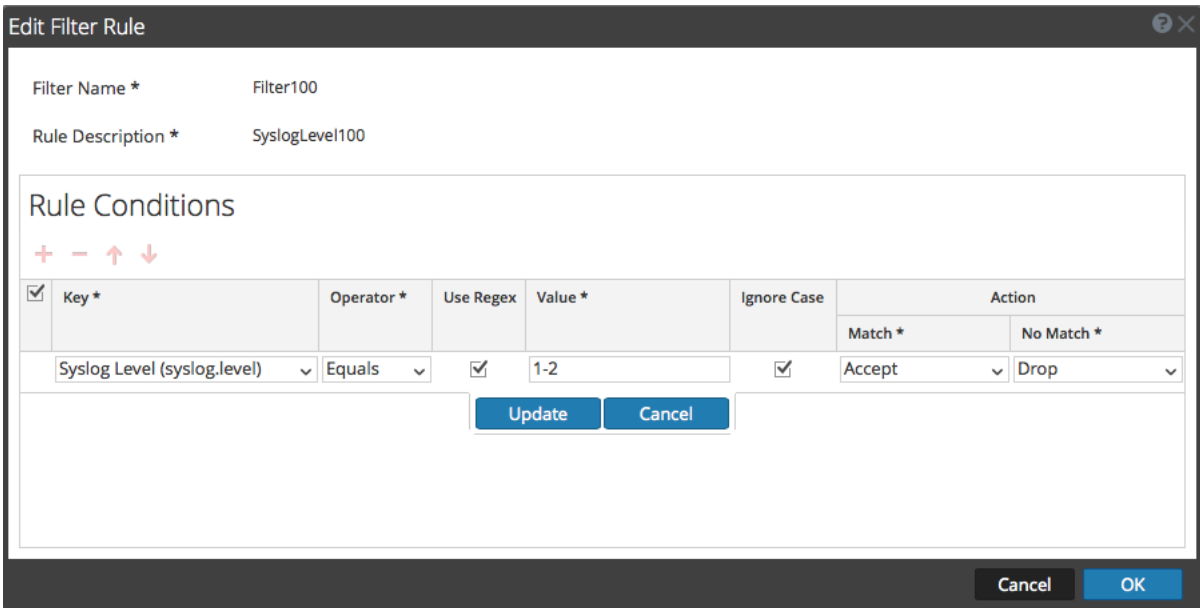 Edit Filter Rule
Filter Name * Filter100
Rule Description * SyslogLevel100
Rule Conditions
Key * Operator * Use Regex Value * Ignore Case Action
Match * No Match *
Syslog Level (syslog.level) Equals 1-2 Accept Drop
Update Cancel
Cancel OK